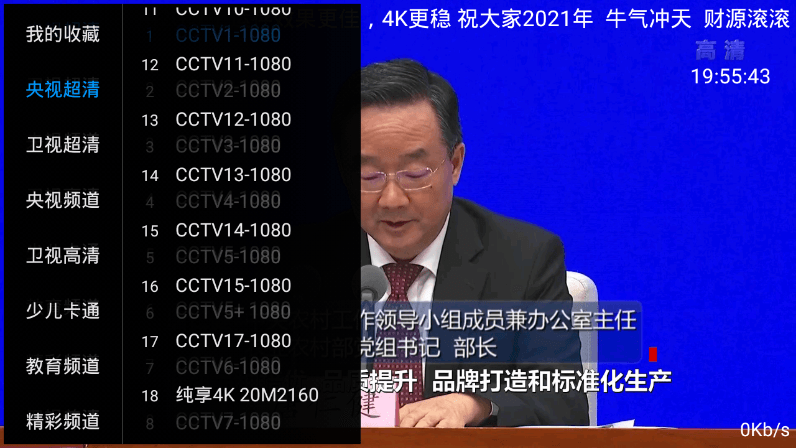 我的收藏
央视超清
卫视超清
央视频道
卫视高清
少儿卡通
教育频道
精彩频道
11 CCTV10-1080
1 CCTV1-1080
12 CCTV11-1080
2 CCTV2-1080
13 CCTV12-1080
3 CCTV3-1080
14 CCTV13-1080
4 CCTV4-1080
15 CCTV14-1080
5 CCTV5-1080
16 CCTV15-1080
6 CCTV5+ 1080
17 CCTV17-1080
7 CCTV6-1080
18 纯享4K 20M2160
8 CCTV7-1080
更佳，4K更稳 祝大家2021年 牛气冲天 财源滚滚
高清
19:55:43
工作领导小组成员兼办公室主任
党组书记 部长
质提升 品牌打造和标准化生产
建
0Kb/s